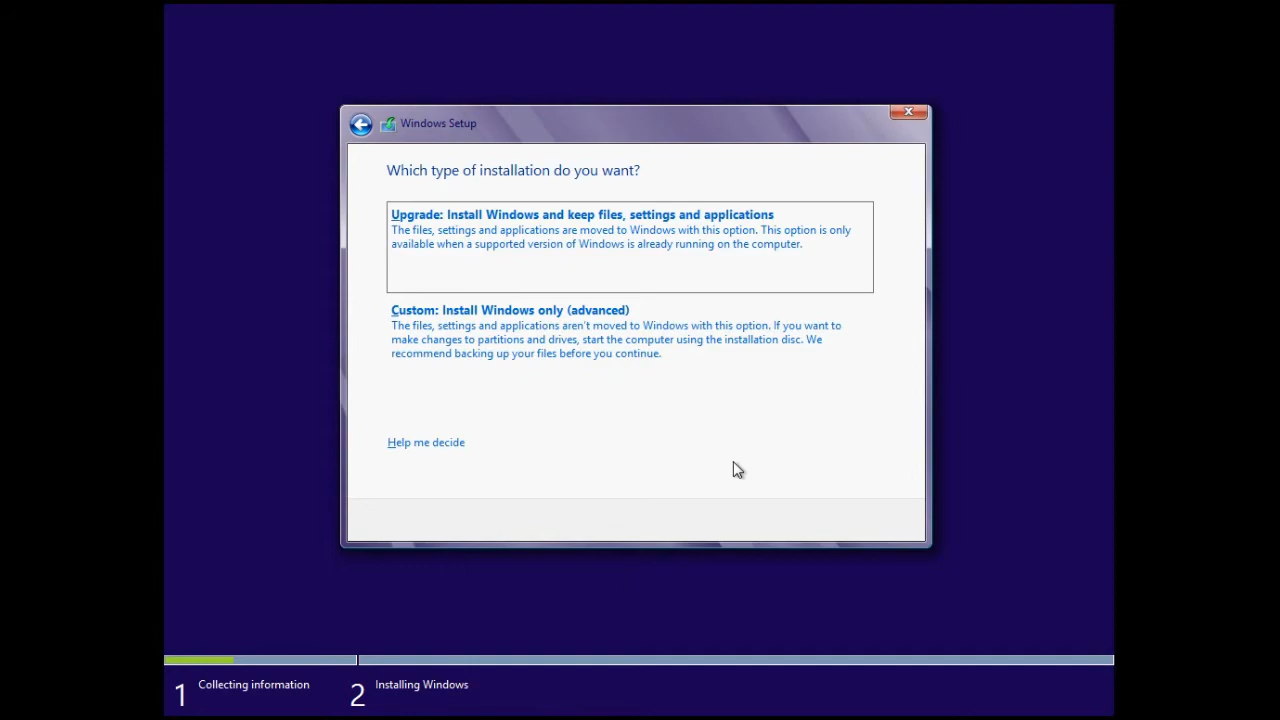 Windows Setup
Which type of installation do you want?
Upgrade: Install Windows and keep files, settings and applications
The files, settings and applications are moved to Windows with this option. This option is only
available when a supported version of Windows is already running on the computer.
Custom: Install Windows only (advanced)
The files, settings and applications aren't moved to Windows with this option. If you want to
make changes to partitions and drives, start the computer using the installation disc. We
recommend backing up your files before you continue.
Help me decide
1 Collecting information
2 Installing Windows